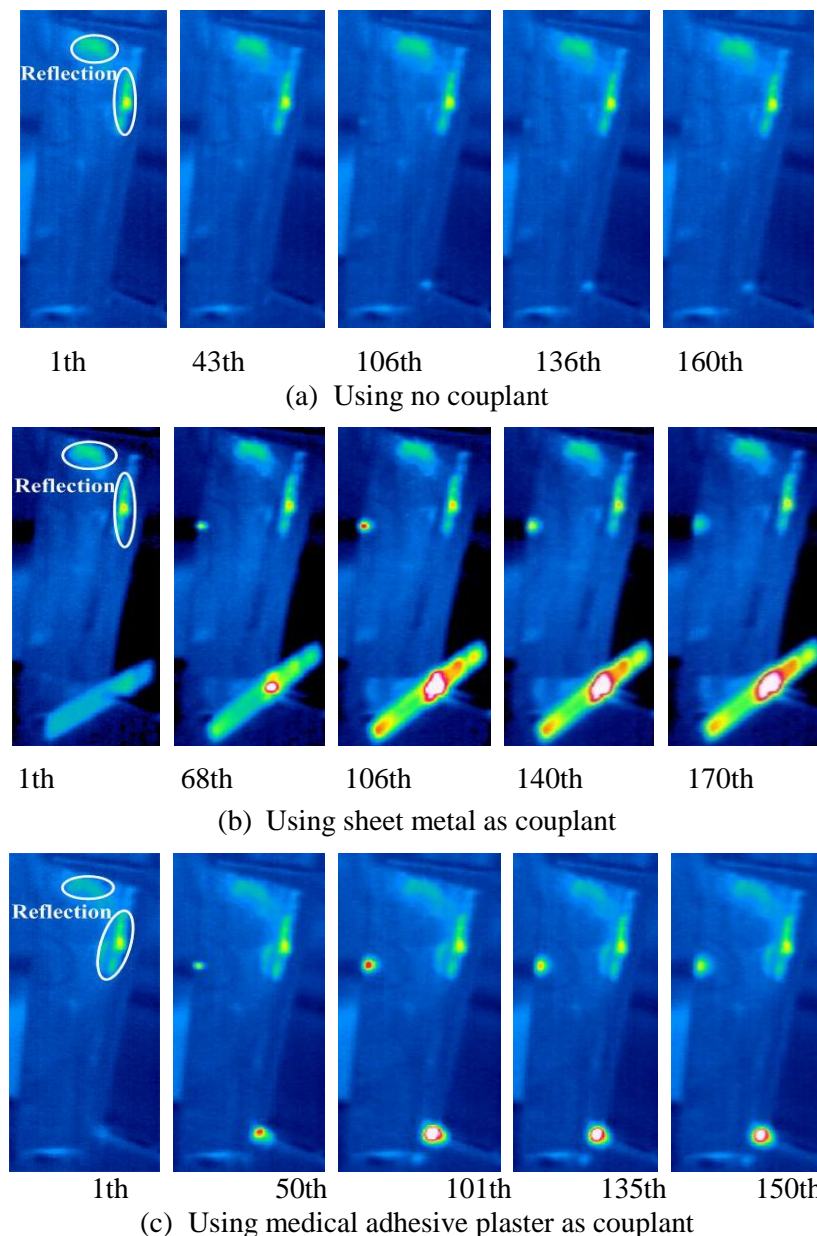 Reflection
1th 43th 106th 136th 160th
(a) Using no couplant
Reflection
1th 68th 106th 140th 170th
(b) Using sheet metal as couplant
Reflection
1th 50th 101th 135th 150th
(c) Using medical adhesive plaster as couplant